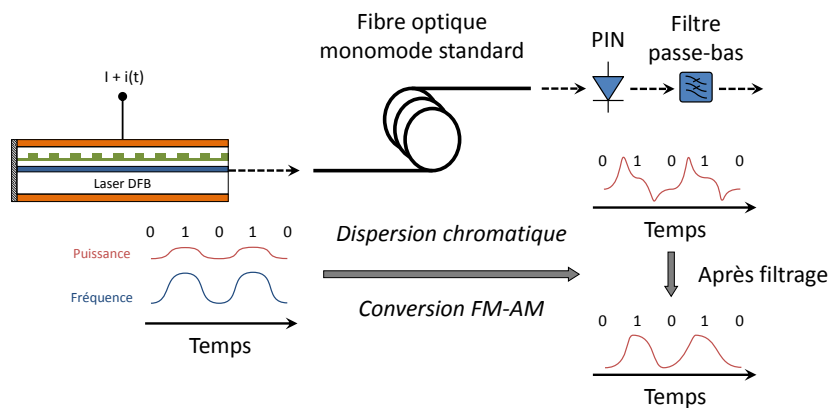 Fibre optique
monomode standard
PIN
Filtre
passe-bas
I + i(t)
Laser DFB
0 1 0 1 0
0 1 0 1 0
Puissance
Fréquence
Temps
Dispersion chromatique
Conversion FM-AM
Temps
Après filtrage
0 1 0 1 0
Temps